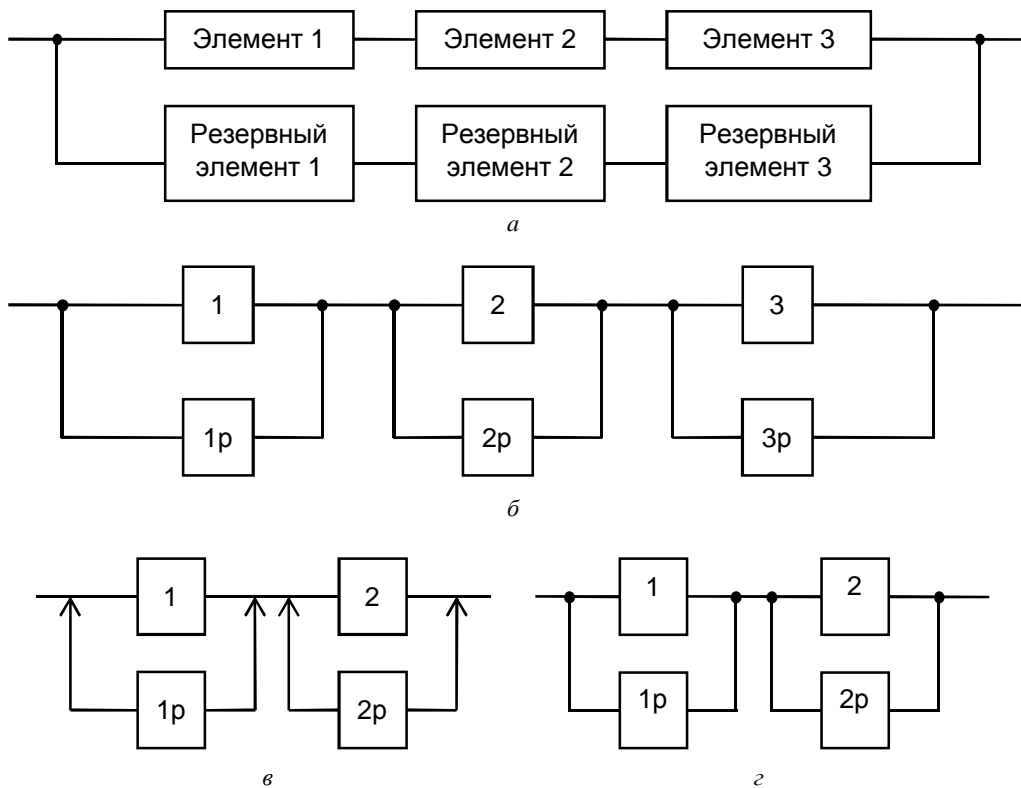 Элемент 1
Элемент 2
Элемент 3
Резервный
элемент 1
Резервный
элемент 2
Резервный
элемент 3
а
1
2
3
1р
2р
3р
б
1
2
1р
2р
в
1
2
1р
2р
г